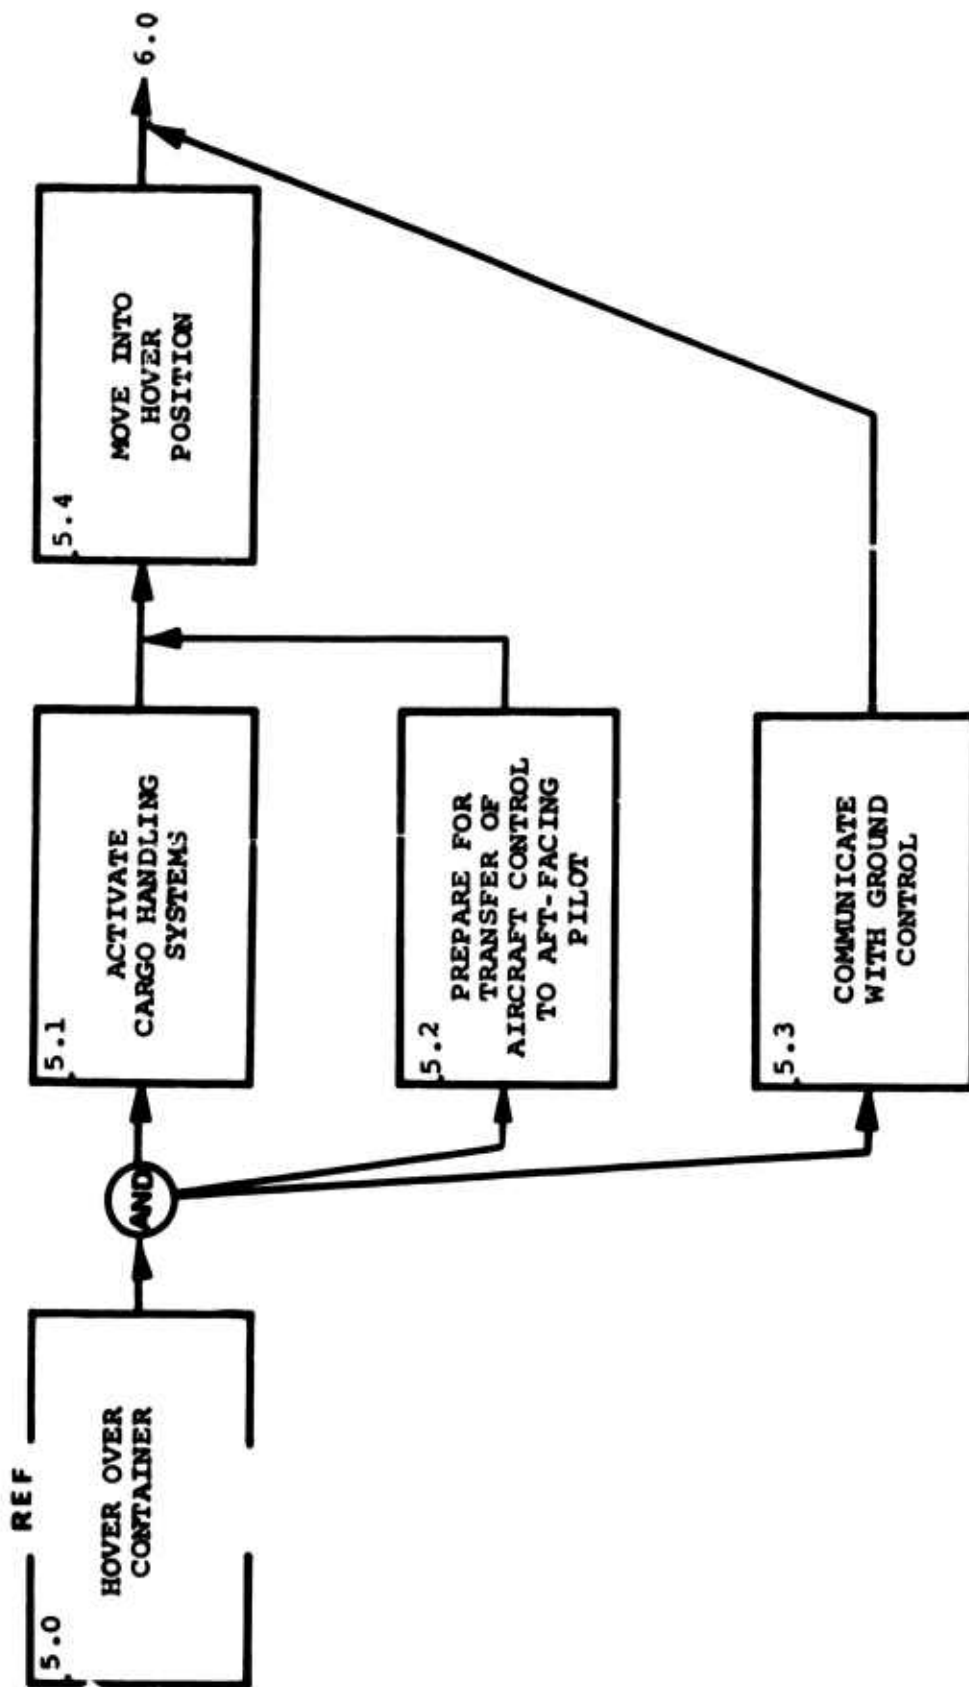 REF
5.0
HOVER OVER
CONTAINER
AND
5.1
ACTIVATE
CARGO HANDLING
SYSTEMS
5.2
PREPARE FOR
TRANSFER OF
AIRCRAFT CONTROL
TO AFT-FACING
PILOT
5.3
COMMUNICATE
WITH GROUND
CONTROL
5.4
MOVE INTO
HOVER
POSITION
6.0